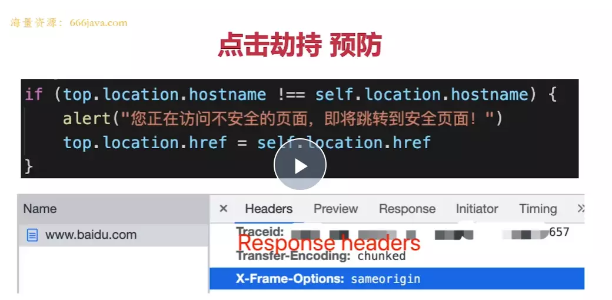 海量资源：666java.com
点击劫持 预防
if (top.location.hostname !== self.location.hostname) {
alert("您正在访问不安全的页面，即将跳转到安全页面！")
top.location.href = self.location.href
}
Name
× Headers Preview Response Initiator Timing »
www.baidu.com
Traceid: 657
Response headers
Transfer-Encoding: chunked
X-Frame-Options: sameorigin